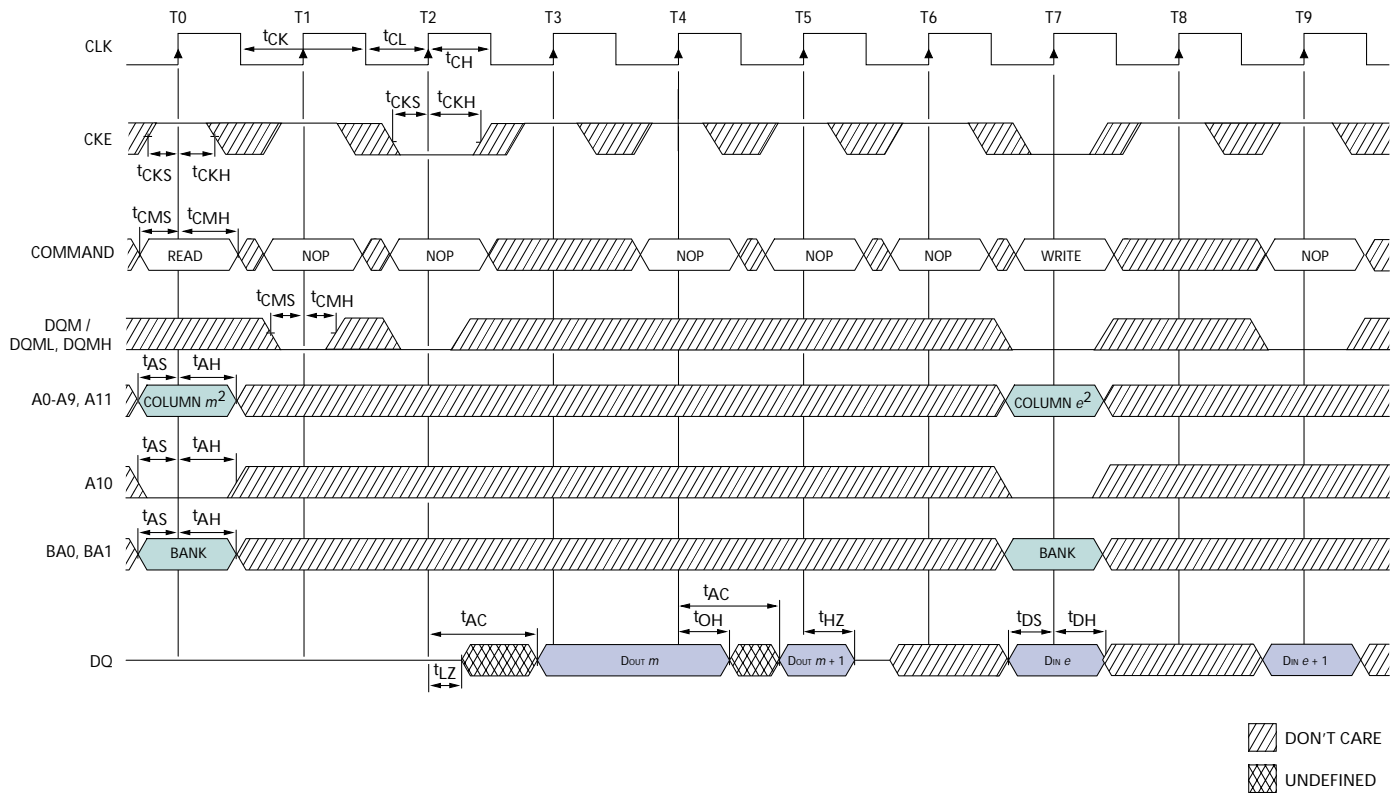 T0 T1 T2 T3 T4 T5 T6 T7 T8 T9
CLK
tCK tCL
tCH
tCKS tCKH
CKE
tCKS tCKH
tCMS tCMH
COMMAND
READ NOP NOP NOP NOP NOP WRITE NOP
tCMS tCMH
DQM /
DQML, DQMH
tAS tAH
A0-A9, A11
COLUMN m2 COLUMN e2
tAS tAH
A10
tAS tAH
BA0, BA1
BANK BANK
tAC
tAC tOH tHZ tDS tDH
DQ
DOUT m DOUT m + 1 DIN e DIN e + 1
tLZ
DON'T CARE
UNDEFINED